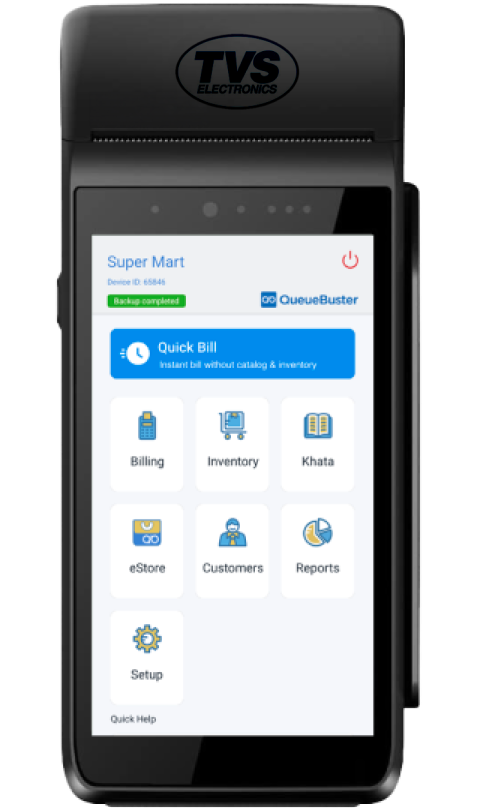 TVS
ELECTRONICS
Super Mart
Device ID: 65846
Backup completed
QueueBuster
Quick Bill
Instant bill without catalog & inventory
Billing
Inventory
Khata
eStore
Customers
Reports
Setup
Quick Help